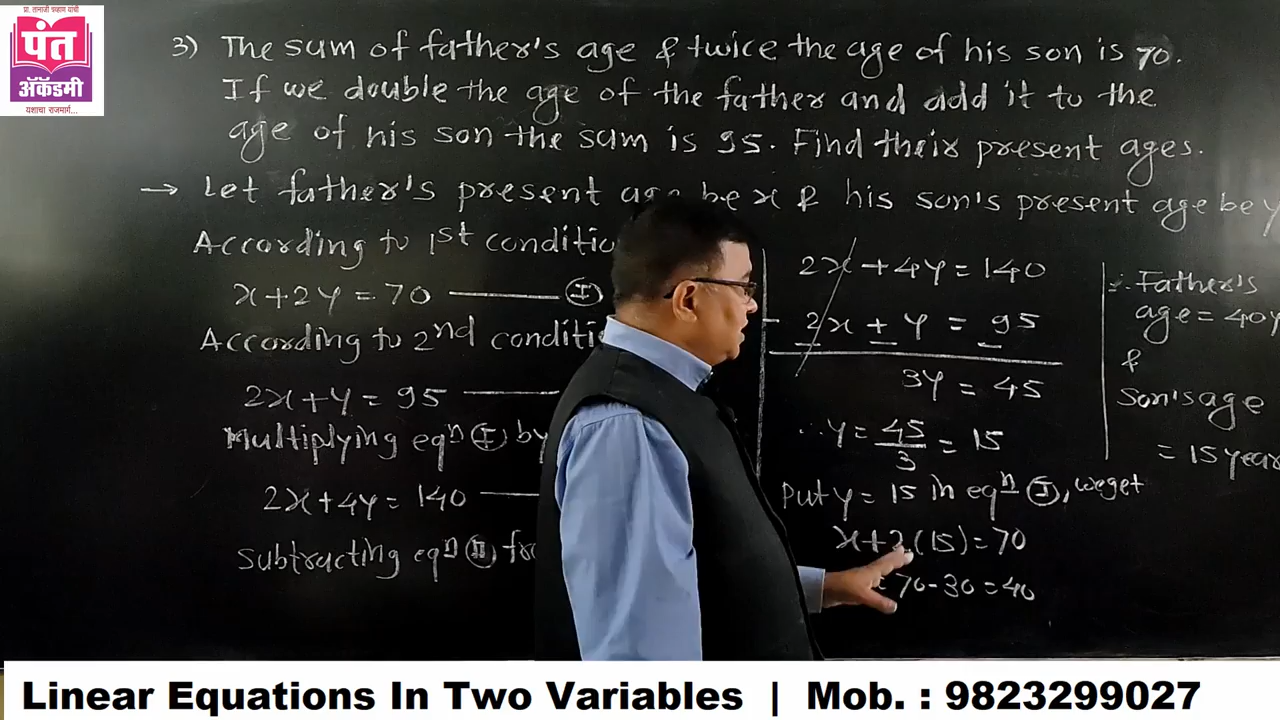 प्रा. तानाजी चव्हाण यांची
पंत
अॅकॅडमी
यशाचा राजमार्ग...
3) The sum of father's age & twice the age of his son is 70.
If we double the age of the father and add it to the
age of his son the sum is 95. Find their present ages.
→ Let father's present age be x & his son's present age be y
According to 1st conditio
x+2y = 70 ——— (I)
According to 2nd condition
2x+y = 95 ———
Multiplying eqn (I) by
2x+4y = 140 ———
Subtracting eqn (II) fro
2x+4y = 140
- 2x + y = 95
3y = 45
∴ y = 45/3 = 15
Put y = 15 in eqn (I), we get
x+2(15) = 70
= 70-30 = 40
∴ Father's
age = 40y
&
Son's age
= 15 year
Linear Equations In Two Variables | Mob. : 9823299027